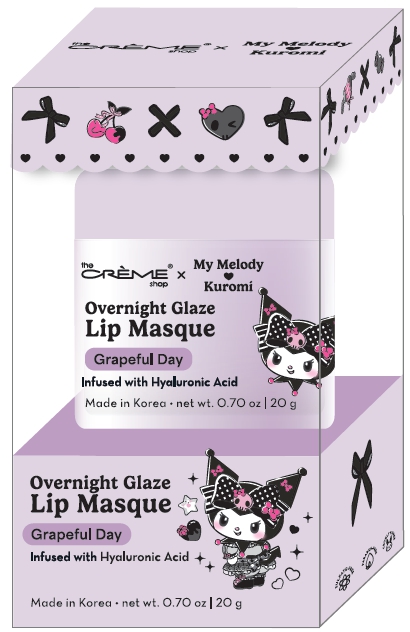 the CRÈME shop ® x My Melody Kuromi
the CRÈME shop ® x My Melody Kuromi
Overnight Glaze
Lip Masque
Grapeful Day
Infused with Hyaluronic Acid
Made in Korea • net wt. 0.70 oz | 20 g
Overnight Glaze
Lip Masque
Grapeful Day
Infused with Hyaluronic Acid
Made in Korea • net wt. 0.70 oz | 20 g